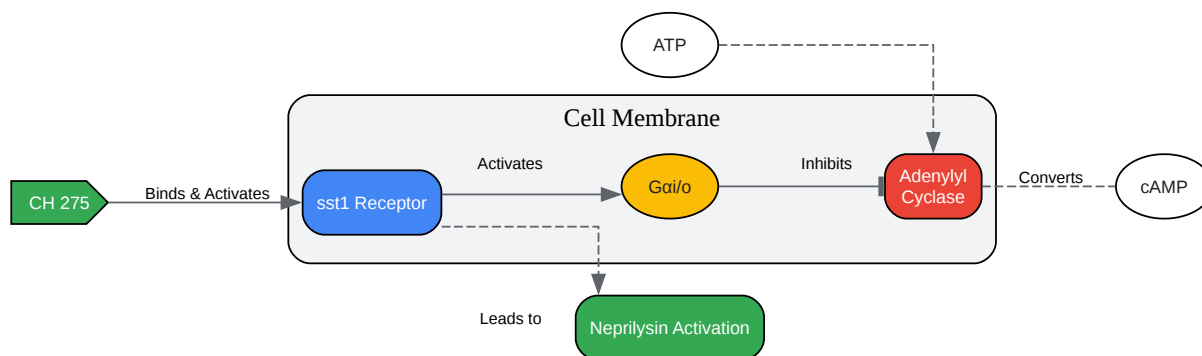 ATP
Cell Membrane
Activates
Inhibits
Binds & Activates
CH 275
sst1 Receptor
Gαi/o
Adenylyl
Cyclase
Converts
cAMP
Leads to
Neprilysin Activation